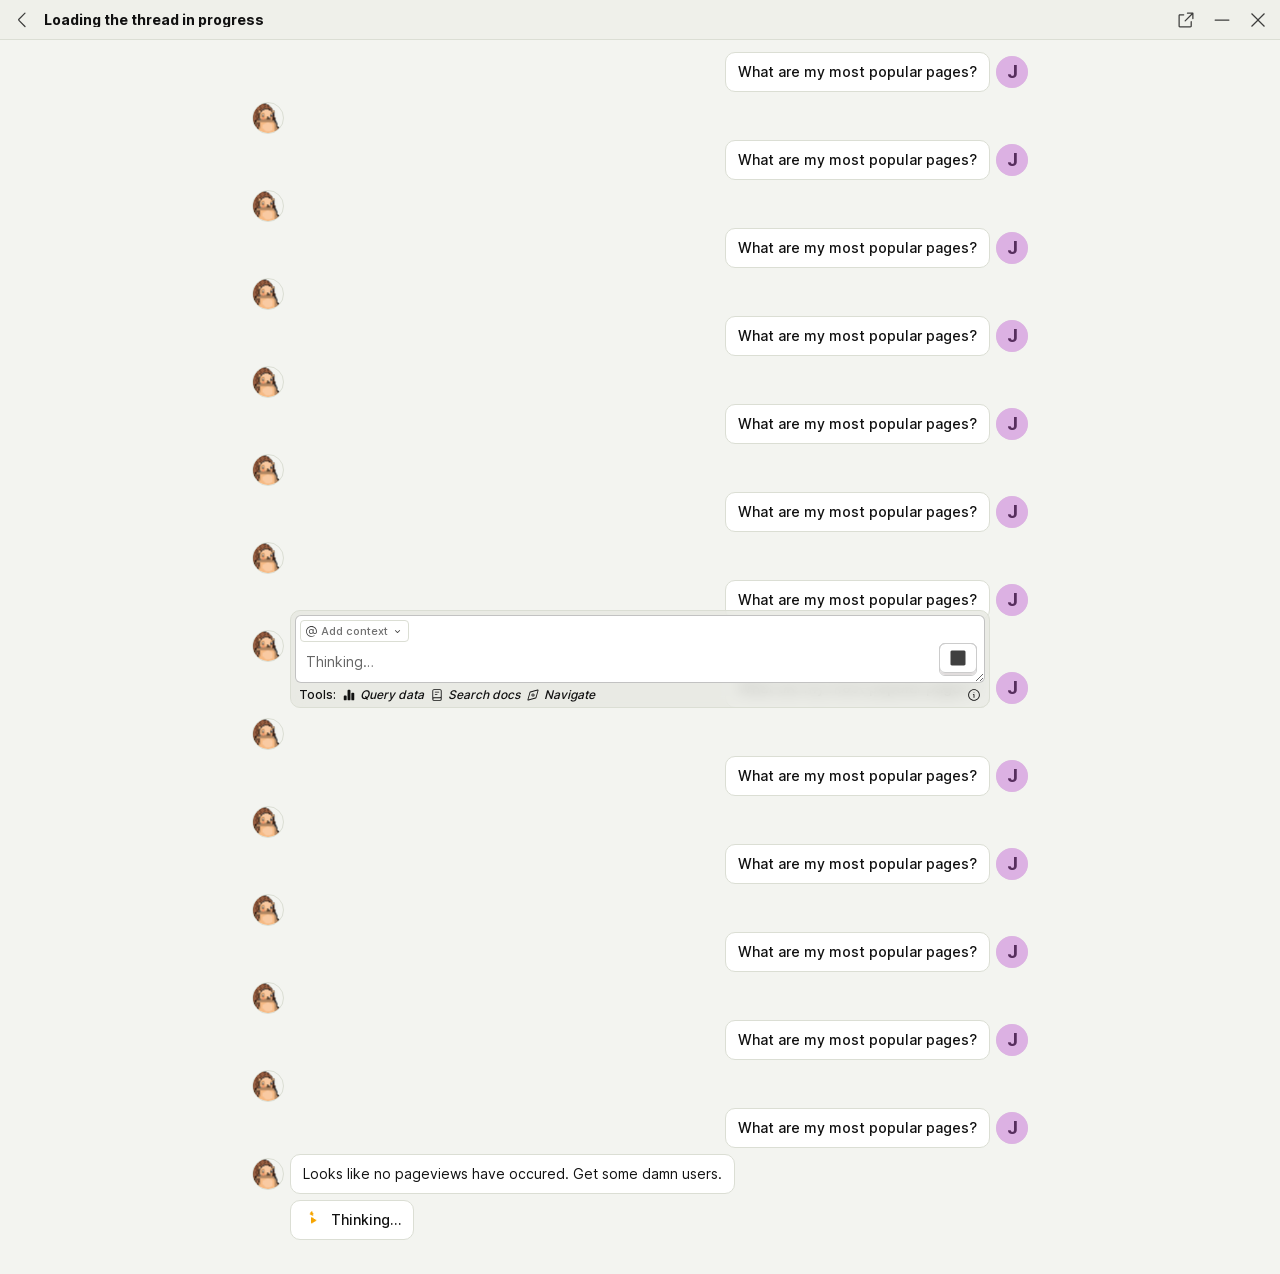 Loading the thread in progress
What are my most popular pages?
J
What are my most popular pages?
J
What are my most popular pages?
J
What are my most popular pages?
J
What are my most popular pages?
J
What are my most popular pages?
J
What are my most popular pages?
J
@ Add context
Thinking…
Tools: Query data Search docs Navigate
J
What are my most popular pages?
J
What are my most popular pages?
J
What are my most popular pages?
J
What are my most popular pages?
J
What are my most popular pages?
J
Looks like no pageviews have occured. Get some damn users.
Thinking...